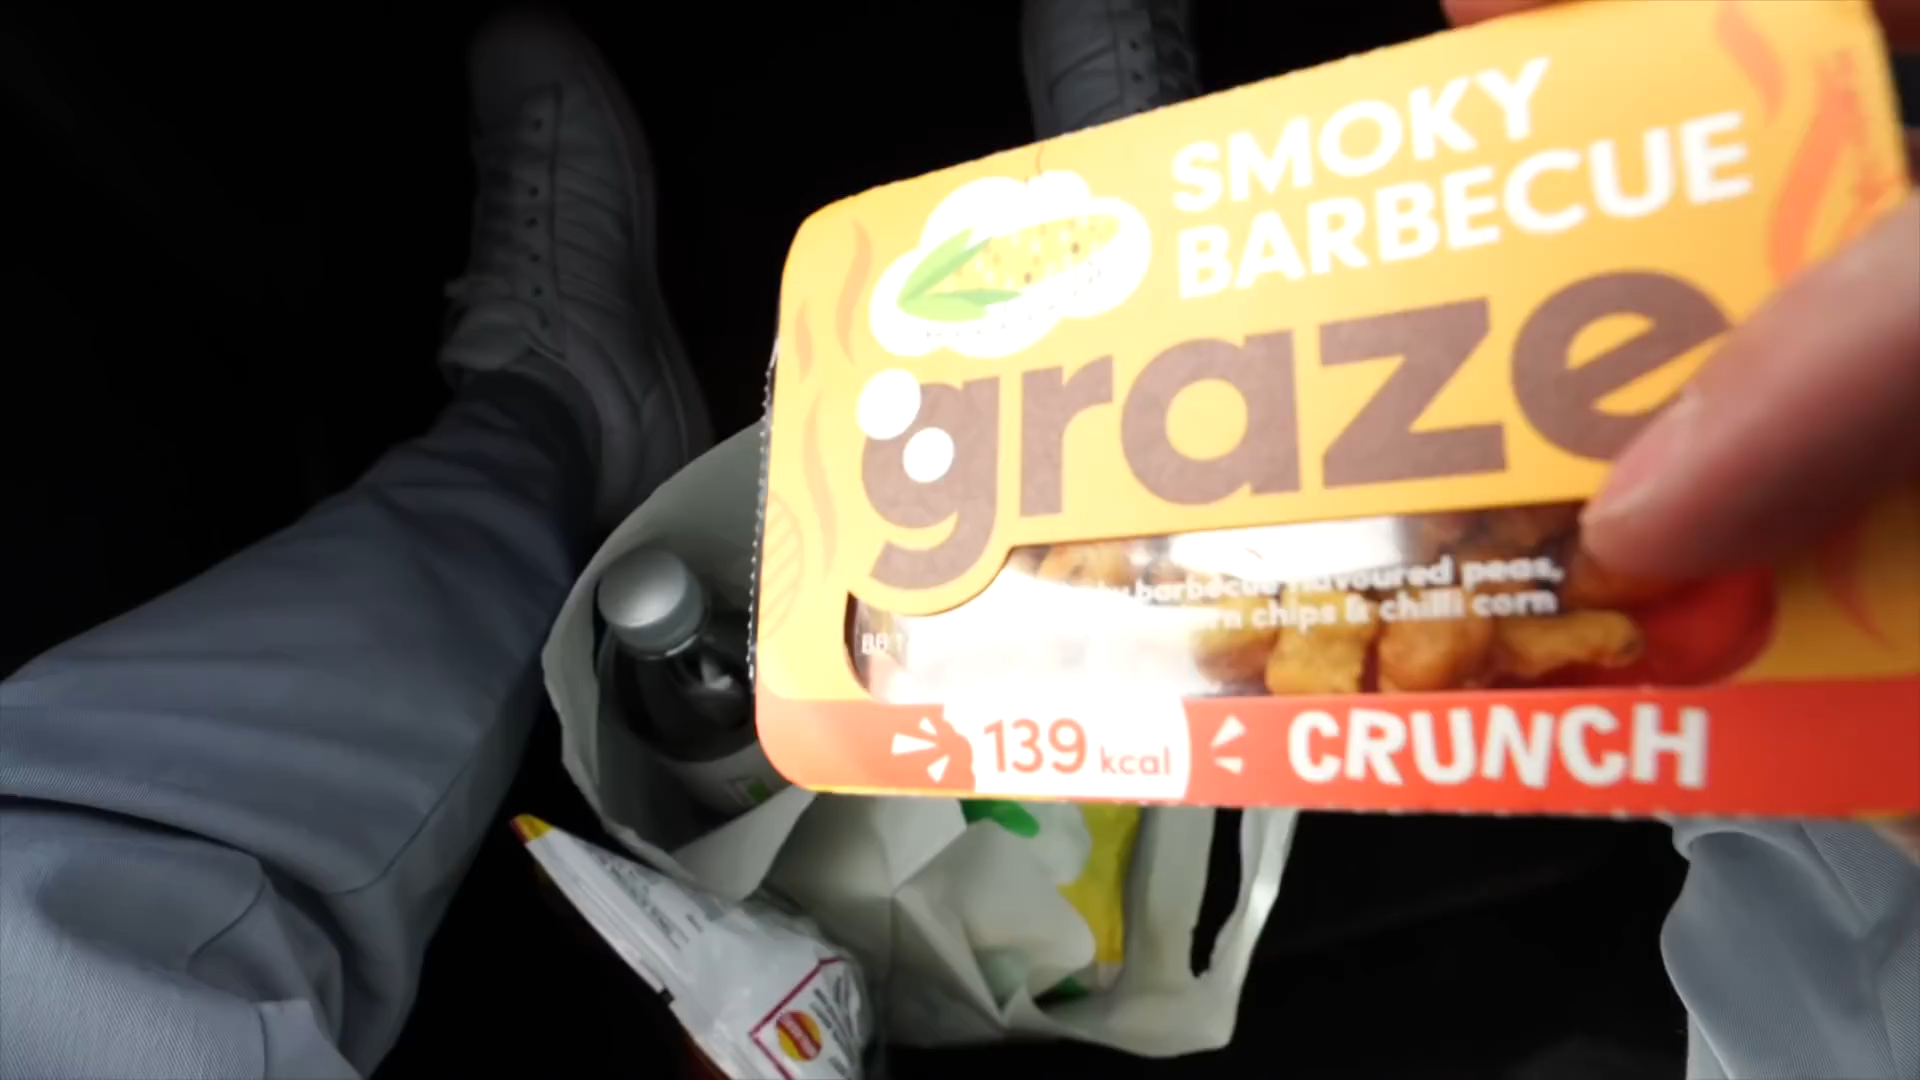 SMOKY
BARBECUE
graze
barbecue flavoured peas,
chips & chilli corn
139 kcal
CRUNCH